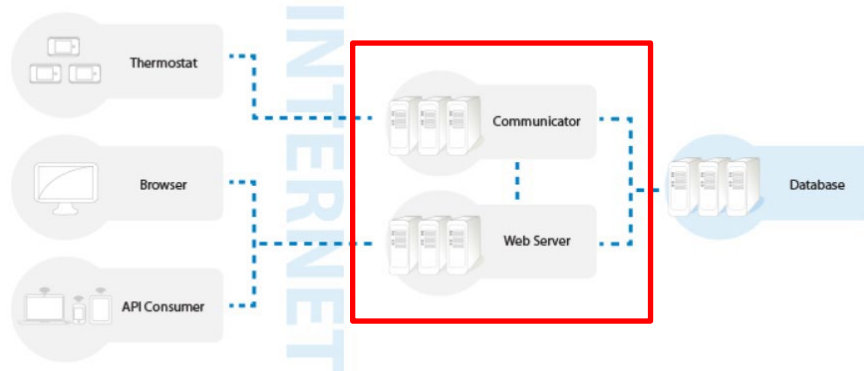 Thermostat
INTERNET
Communicator
Browser
Web Server
Database
API Consumer